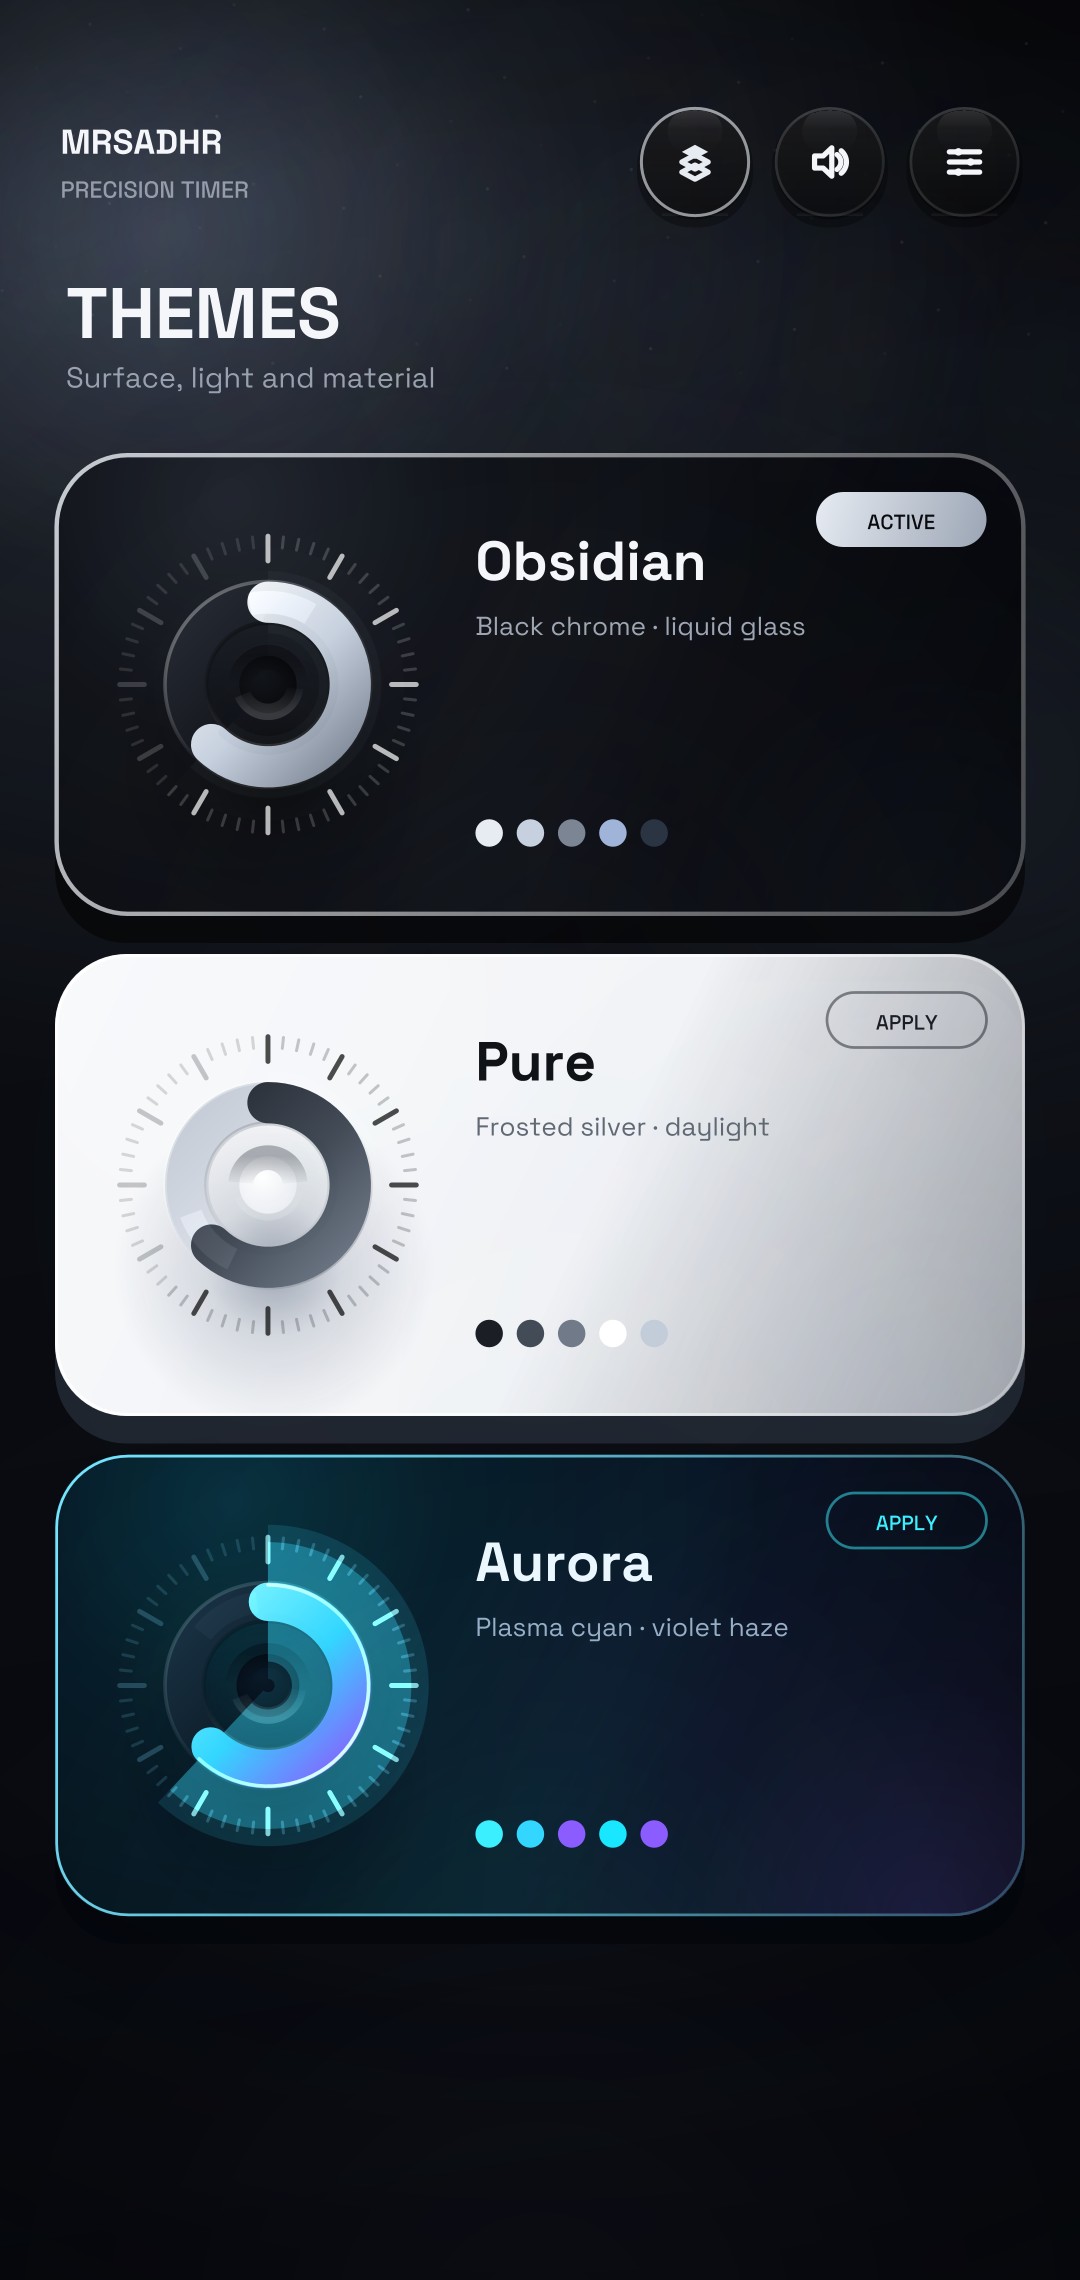 MRSADHR
PRECISION TIMER
THEMES
Surface, light and material
ACTIVE
Obsidian
Black chrome · liquid glass
APPLY
Pure
Frosted silver · daylight
APPLY
Aurora
Plasma cyan · violet haze